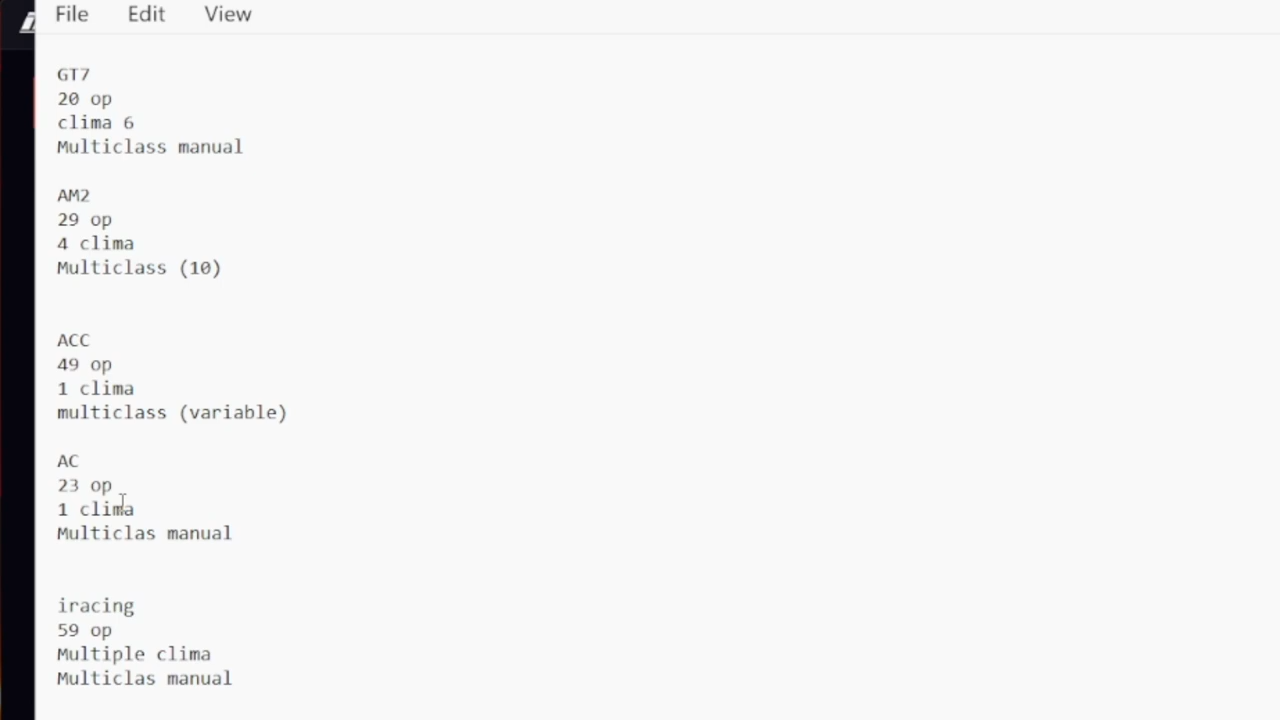 File Edit View
GT7
20 op
clima 6
Multiclass manual
AM2
29 op
4 clima
Multiclass (10)
ACC
49 op
1 clima
multiclass (variable)
AC
23 op
1 clima
Multiclas manual
iracing
59 op
Multiple clima
Multiclas manual